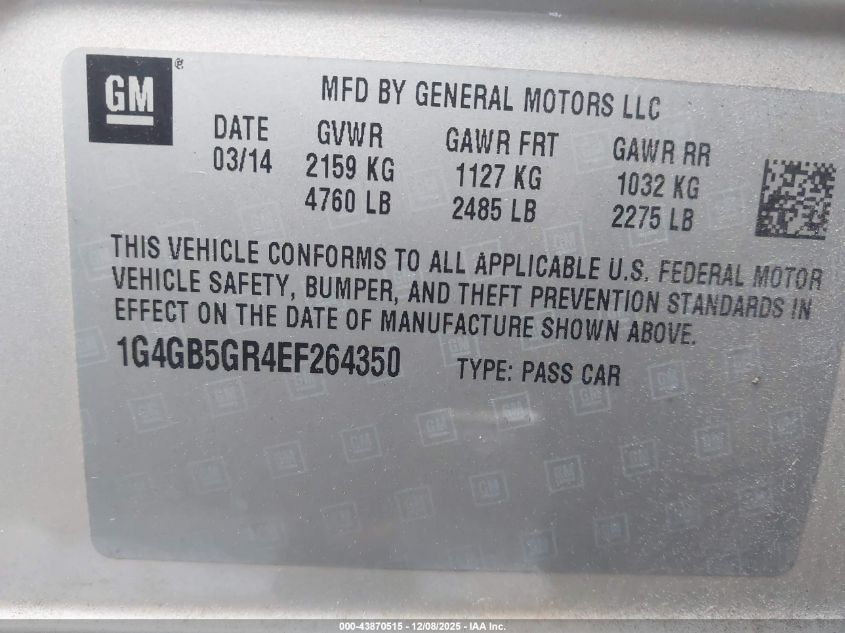 GM ®
MFD BY GENERAL MOTORS LLC
DATE GVWR GAWR FRT GAWR RR
03/14 2159 KG 1127 KG 1032 KG
4760 LB 2485 LB 2275 LB
THIS VEHICLE CONFORMS TO ALL APPLICABLE U.S. FEDERAL MOTOR
VEHICLE SAFETY, BUMPER, AND THEFT PREVENTION STANDARDS IN
EFFECT ON THE DATE OF MANUFACTURE SHOWN ABOVE.
1G4GB5GR4EF264350 TYPE: PASS CAR
000-43870515 - 12/08/2025 - IAA Inc.